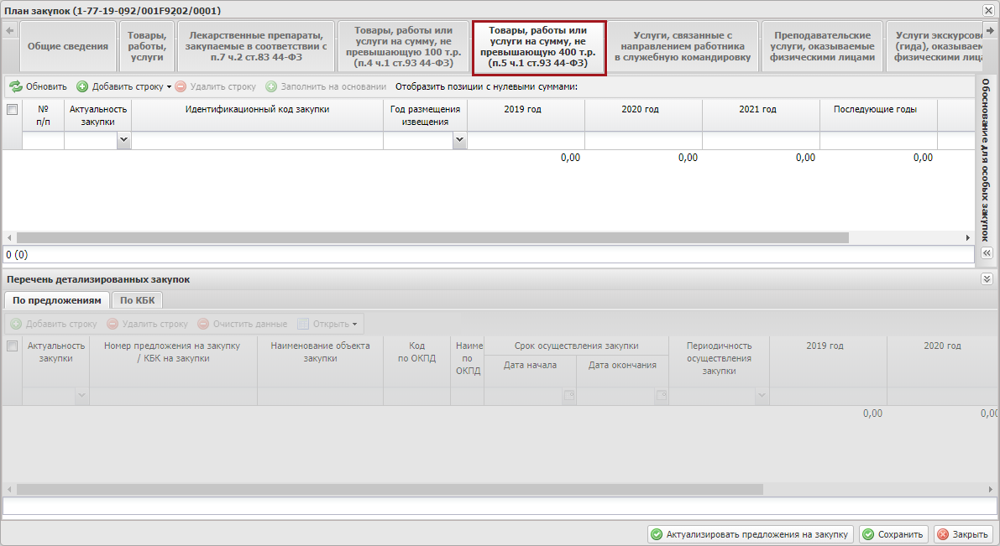 План закупок (1-77-19-092/001F9202/0001)
Общие сведения
Товары,
работы,
услуги
Лекарственные препараты,
закупаемые в соответствии с
п.7 ч.2 ст.83 44-ФЗ
Товары, работы или
услуги на сумму, не
превышающую 100 т.р.
(п.4 ч.1 ст.93 44-ФЗ)
Товары, работы или
услуги на сумму, не
превышающую 400 т.р.
(п.5 ч.1 ст.93 44-ФЗ)
Услуги, связанные с
направлением работника
в служебную командировку
Преподавательские
услуги, оказываемые
физическими лицами
Услуги экскурсово
(гида), оказываем
физическими лица
Обновить Добавить строку Удалить строку Заполнить на основании Отобразить позиции с нулевыми суммами:
№
п/п
Актуальность
закупки
Идентификационный код закупки
Год размещения
извещения
2019 год
2020 год
2021 год
Последующие годы
0,00 0,00 0,00 0,00
Обоснование для особых закупок
0 (0)
Перечень детализированных закупок
По предложениям По КБК
Добавить строку Удалить строку Очистить данные Открыть
Актуальность
закупки
Номер предложения на закупку
/ КБК на закупки
Наименование объекта
закупки
Код
по ОКПД
Наиме
по
ОКПД
Срок осуществления закупки
Дата начала Дата окончания
Периодичность
осуществления
закупки
2019 год
2020 год
0,00 0,00
Актуализировать предложения на закупку Сохранить Закрыть